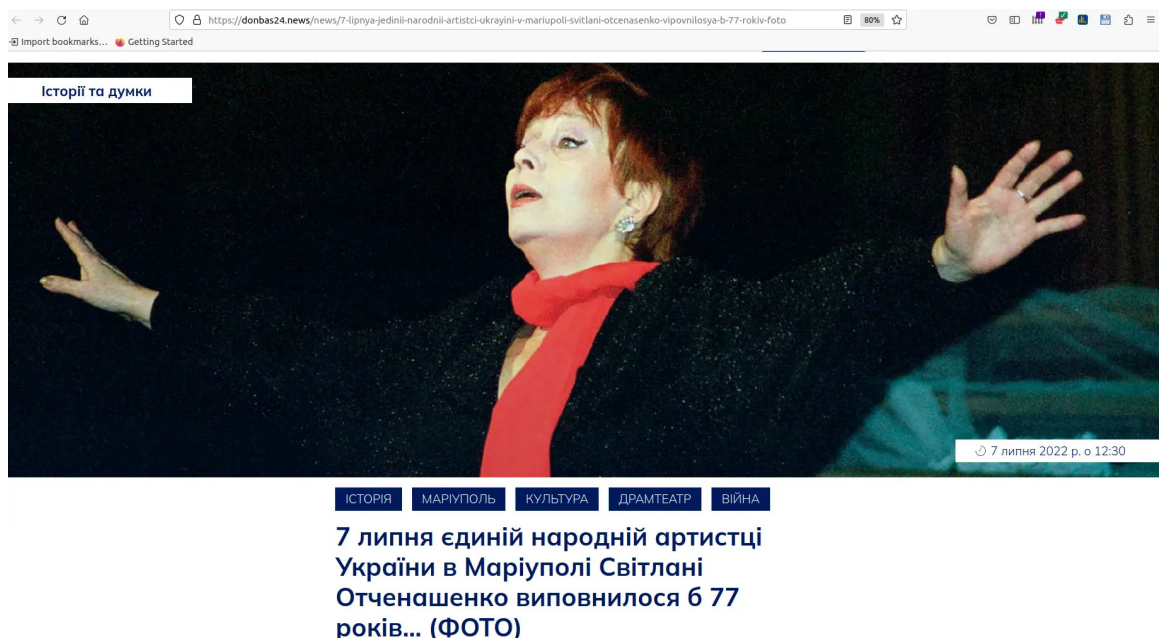 https://donbas24.news/news/7-lipnya-jedinii-narodnii-artistci-ukrayini-v-mariupoli-svitlani-otcenasenko-vipovnilosya-b-77-rokiv-foto
80%
Import bookmarks...
Getting Started
Історії та думки
7 липня 2022 р. о 12:30
ІСТОРІЯ МАРІУПОЛЬ КУЛЬТУРА ДРАМТЕАТР ВІЙНА
7 липня єдиній народній артистці
України в Маріуполі Світлані
Отченашенко виповнилося б 77
років... (ФОТО)